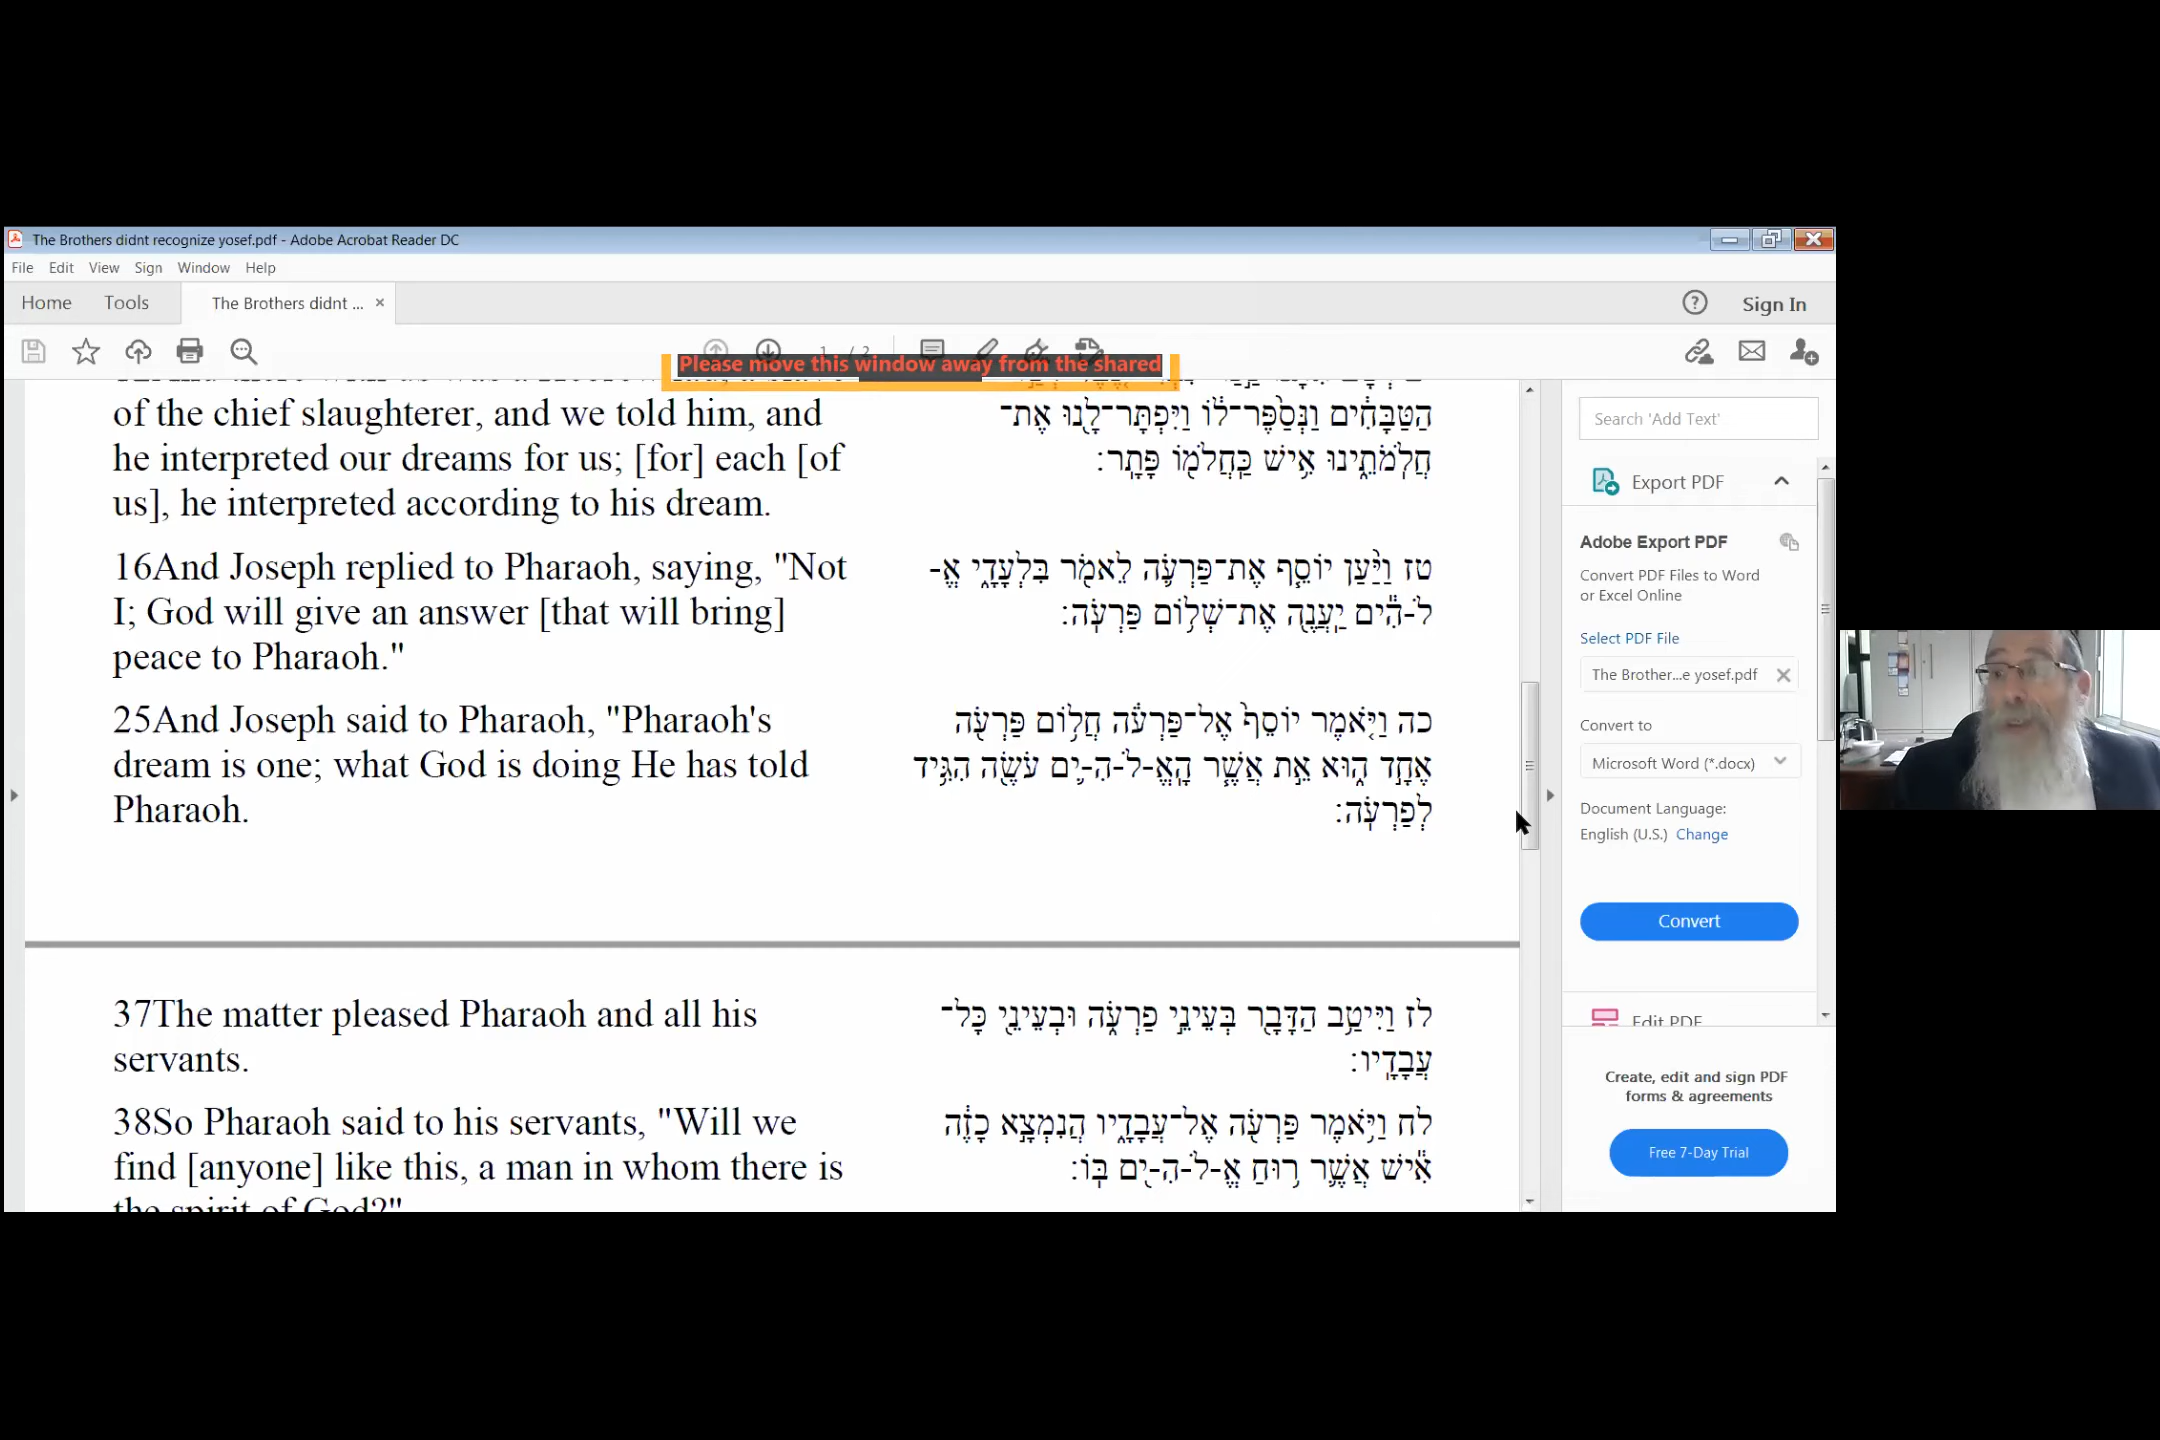 The Brothers didnt recognize yosef.pdf - Adobe Acrobat Reader DC
File Edit View Sign Window Help
Home Tools The Brothers didnt ... × Sign In
1 / 2
Please move this window away from the shared
of the chief slaughterer, and we told him, and
he interpreted our dreams for us; [for] each [of
us], he interpreted according to his dream.
הַטַּבָּחִ֔ים וַנְּ֨סַפֶּר־ל֔וֹ וַיִּפְתָּר־לָ֖נוּ אֶת־
חֲלֹֽמֹתֵ֑ינוּ אִ֥ישׁ כַּֽחֲלֹמ֖וֹ פָּתָֽר:
16And Joseph replied to Pharaoh, saying, "Not
I; God will give an answer [that will bring]
peace to Pharaoh."
טז וַיַּ֨עַן יוֹסֵ֧ף אֶת־פַּרְעֹ֛ה לֵאמֹ֖ר בִּלְעָדָ֑י אֱ-
ל-הִ֕ים יַֽעֲנֶ֖ה אֶת־שְׁל֥וֹם פַּרְעֹֽה:
25And Joseph said to Pharaoh, "Pharaoh's
dream is one; what God is doing He has told
Pharaoh.
כה וַיֹּ֤אמֶר יוֹסֵף֙ אֶל־פַּרְעֹ֔ה חֲל֥וֹם פַּרְעֹ֖ה
אֶחָ֣ד ה֑וּא אֵ֣ת אֲשֶׁ֧ר הָֽאֱ-ל-הִ-֛ים עֹשֶׂ֖ה הִגִּ֥יד
לְפַרְעֹֽה:
37The matter pleased Pharaoh and all his
servants.
לז וַיִּיטַ֥ב הַדָּבָ֖ר בְּעֵינֵ֣י פַרְעֹ֑ה וּבְעֵינֵ֖י כָּל־
עֲבָדָֽיו:
38So Pharaoh said to his servants, "Will we
find [anyone] like this, a man in whom there is
the spirit of God?"
לח וַיֹּ֥אמֶר פַּרְעֹ֖ה אֶל־עֲבָדָ֑יו הֲנִמְצָ֣א כָזֶ֔ה
אִ֕ישׁ אֲשֶׁ֛ר ר֥וּחַ אֱ-לֹ-הִ-֖ים בּֽוֹ:
Search 'Add Text'
Export PDF
Adobe Export PDF
Convert PDF Files to Word
or Excel Online
Select PDF File
The Brother...e yosef.pdf
Convert to
Microsoft Word (*.docx)
Document Language:
English (U.S.) Change
Convert
Edit PDF
Create, edit and sign PDF
forms & agreements
Free 7-Day Trial